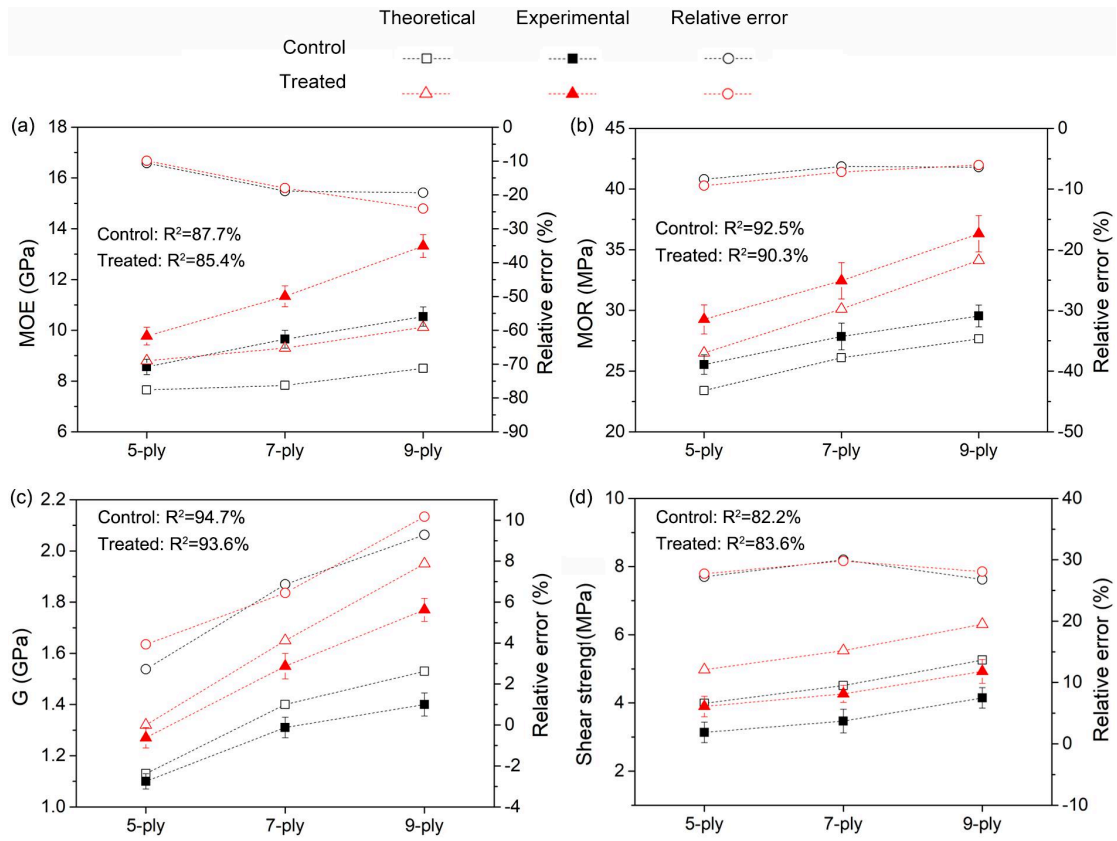 Theoretical Experimental Relative error
Control
Treated
(a)
18
16
14
12
10
8
6
MOE (GPa)
0
-10
-20
-30
-40
-50
-60
-70
-80
-90
Relative error (%)
Control: R²=87.7%
Treated: R²=85.4%
5-ply 7-ply 9-ply
(b)
45
40
35
30
25
20
MOR (MPa)
0
-10
-20
-30
-40
-50
Relative error (%)
Control: R²=92.5%
Treated: R²=90.3%
5-ply 7-ply 9-ply
(c)
2.2
2.0
1.8
1.6
1.4
1.2
1.0
G (GPa)
10
8
6
4
2
0
-2
-4
Relative error (%)
Control: R²=94.7%
Treated: R²=93.6%
5-ply 7-ply 9-ply
(d)
10
8
6
4
2
(MPa)
Shear
40
30
20
10
0
-10
Relative error (%)
Control: R²=82.2%
Treated: R²=83.6%
5-ply 7-ply 9-ply